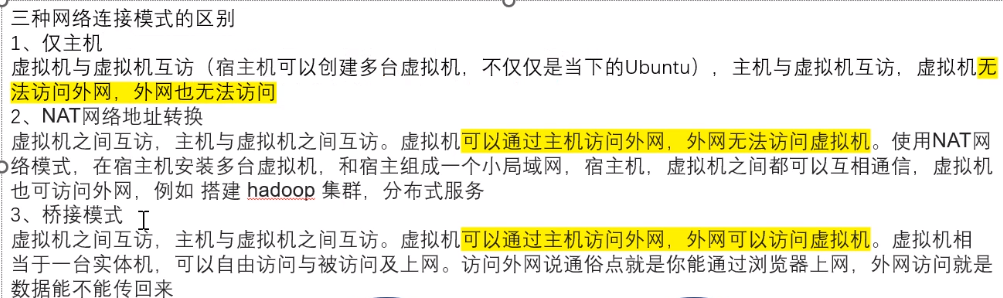 三种网络连接模式的区别
1、仅主机
虚拟机与虚拟机互访（宿主机可以创建多台虚拟机，不仅仅是当下的Ubuntu），主机与虚拟机互访，虚拟机无
法访问外网，外网也无法访问
2、NAT网络地址转换
虚拟机之间互访，主机与虚拟机之间互访。虚拟机可以通过主机访问外网，外网无法访问虚拟机。使用NAT网
络模式，在宿主机安装多台虚拟机，和宿主组成一个小局域网，宿主机，虚拟机之间都可以互相通信，虚拟机
也可访问外网，例如 搭建 hadoop 集群，分布式服务
3、桥接模式
虚拟机之间互访，主机与虚拟机之间互访。虚拟机可以通过主机访问外网，外网可以访问虚拟机。虚拟机相
当于一台实体机，可以自由访问与被访问及上网。访问外网说通俗点就是你能通过浏览器上网，外网访问就是
数据能不能传回来